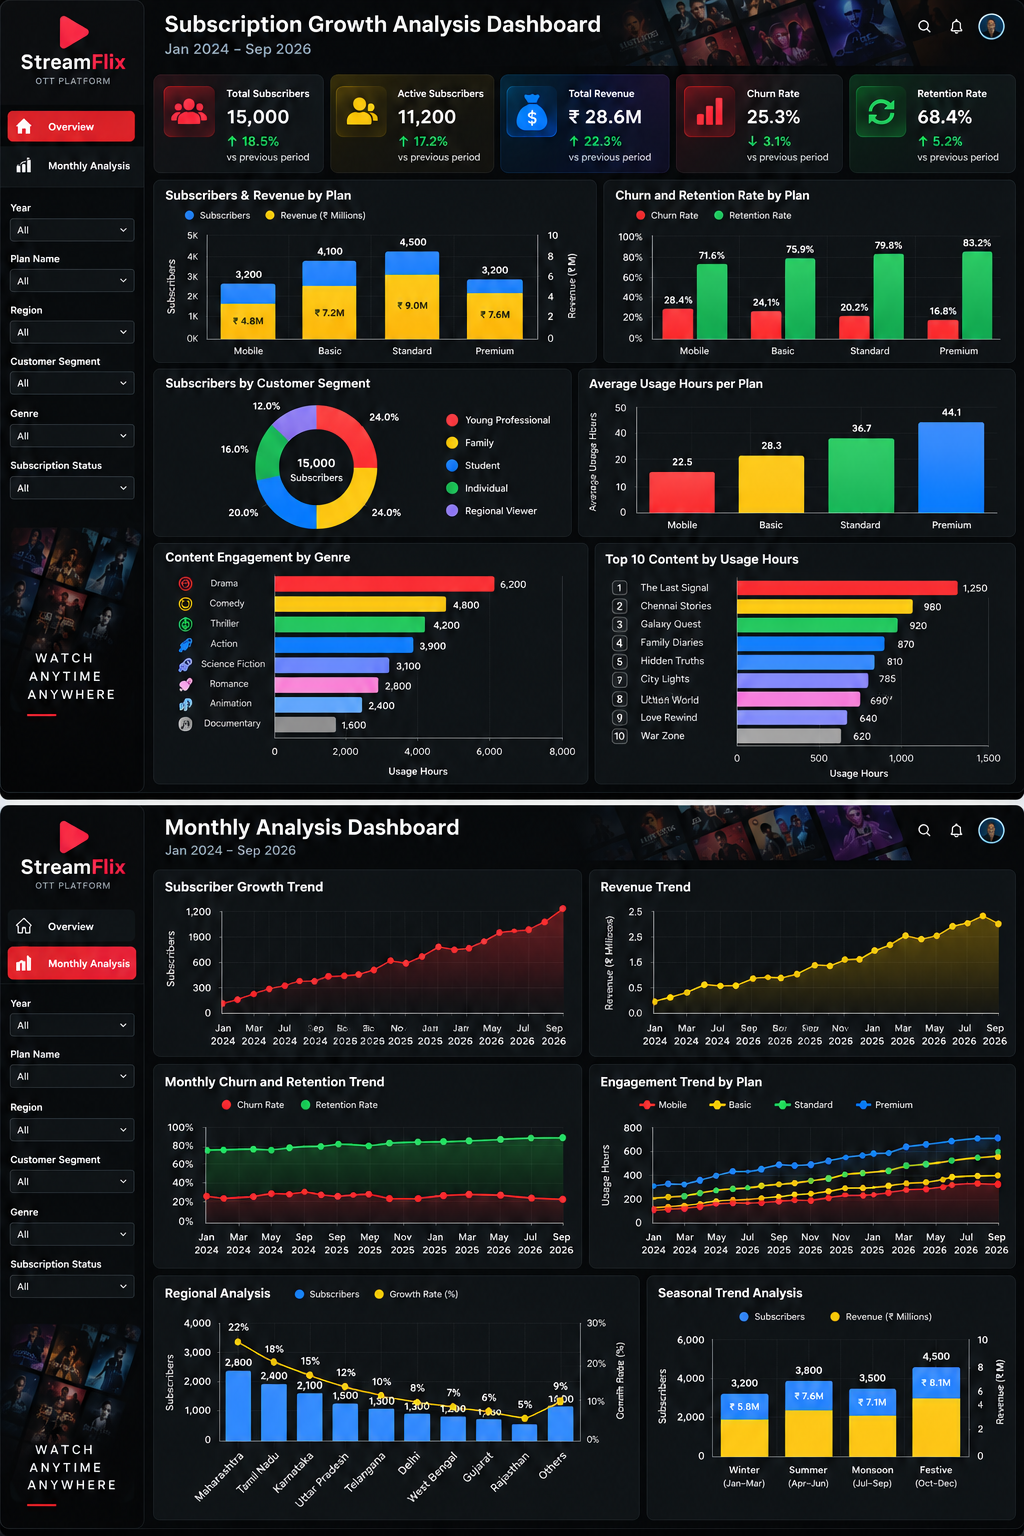 StreamFlix
OTT PLATFORM
Overview
Monthly Analysis
Year
All
Plan Name
All
Region
All
Customer Segment
All
Genre
All
Subscription Status
All
WATCH
ANYTIME
ANYWHERE
Subscription Growth Analysis Dashboard
Jan 2024 – Sep 2026
Total Subscribers
15,000
↑ 18.5%
vs previous period
Active Subscribers
11,200
↑ 17.2%
vs previous period
Total Revenue
₹ 28.6M
↑ 22.3%
vs previous period
Churn Rate
25.3%
↓ 3.1%
vs previous period
Retention Rate
68.4%
↑ 5.2%
vs previous period
Subscribers & Revenue by Plan
Subscribers Revenue (₹ Millions)
Subscribers
5K
4K
3K
2K
1K
0K
3,200 4,100 4,500 3,200
₹ 4.8M ₹ 7.2M ₹ 9.0M ₹ 7.6M
10
8
6
4
2
0
Mobile Basic Standard Premium
Churn and Retention Rate by Plan
Churn Rate Retention Rate
100%
80%
60%
40%
20%
0%
28.4% 71.6% 24,1% 75.9% 20.2% 79.8% 16.8% 83.2%
Mobile Basic Standard Premium
Subscribers by Customer Segment
12.0% 24.0%
16.0%
20.0% 24.0%
15,000
Subscribers
Young Professional
Family
Student
Individual
Regional Viewer
Average Usage Hours per Plan
50
40
20
10
0
22.5 28.3 36.7 44.1
Mobile Basic Standard Premium
Content Engagement by Genre
Drama 6,200
Comedy 4,800
Thriller 4,200
Action 3,900
Science Fiction 3,100
Romance 2,800
Animation 2,400
Documentary 1,600
0 2,000 4,000 6,000 8,000
Usage Hours
Top 10 Content by Usage Hours
1 The Last Signal 1,250
2 Chennai Stories 980
3 Galaxy Quest 920
4 Family Diaries 870
5 Hidden Truths 810
7 City Lights 785
8 World 690
9 Love Rewind 640
10 War Zone 620
0 500 1,000 1,500
Usage Hours
StreamFlix
OTT PLATFORM
Overview
Monthly Analysis
Year
All
Plan Name
All
Region
All
Customer Segment
All
Genre
All
Subscription Status
All
WATCH
ANYTIME
ANYWHERE
Monthly Analysis Dashboard
Jan 2024 – Sep 2026
Subscriber Growth Trend
Subscribers
1,200
1900
600
300
0
Jan Mar Jul Nov Jan May Jul Sep
2024 2024 2024 2024 2025 2025 2025 2026 2026 2026 2026 2026
Revenue Trend
2.5
2.5
1.5
0.5
0.0
Jan Mar May Jul Sep Nov Jan May Jul Sep
2024 2024 2024 2024 2026 2025 2025 2026 2026 2026 2026 2026
Monthly Churn and Retention Trend
Churn Rate Retention Rate
100%
80%
60%
40%
20%
0%
Jan Mar Sep Sep Nov Sep May Sep
2024 2024 2024 2025 2025 2025 2025 2026 2026 2026 2026 2026
Engagement Trend by Plan
Mobile Basic Standard Premium
Usage Hours
800
600
400
200
0
Jan Mar May Jul Sep Nov Jan Mar Jan May Jul Sep
2024 2024 2024 2024 2025 2025 2025 2026 2026 2026 2026 2026
Regional Analysis
Subscribers Growth Rate (%)
Subscribers
4,000
3,000
2,000
1,000
0
22% 18% 15% 12% 10% 8% 7% 6% 5% 9%
2,800 2,400 2,100 1,500 1,300 1,300 1,200
30%
20%
10%
0%
Maharashtra Tamil Nadu Karnataka Uttar Pradesh Telangana Delhi West Bengal Gujarat Rajasthan Others
Seasonal Trend Analysis
Subscribers Revenue (₹ Millions)
Subscribers
6,000
4,000
2,000
0
3,200 3,800 3,500 4,500
₹ 5.8M ₹ 7.6M ₹ 7.1M ₹ 8.1M
10
8
6
4
2
0
Revenue (₹ M)
Winter Summer Monsoon Festive
(Jan–Mar) (Apr–Jun) (Jul–Sep) (Oct–Dec)